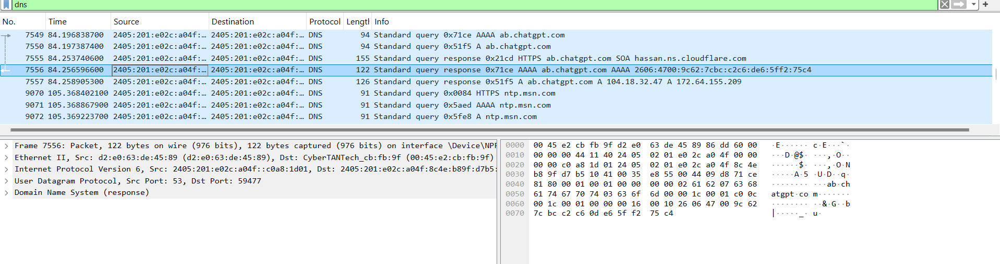 dns
No. Time Source Destination Protocol Lengtl Info
7549 84.196838700 2405:201:e02c:a04f:… 2405:201:e02c:a04f:… DNS 94 Standard query 0x71ce AAAA ab.chatgpt.com
7550 84.197387400 2405:201:e02c:a04f:… 2405:201:e02c:a04f:… DNS 94 Standard query 0x51f5 A ab.chatgpt.com
7555 84.253740600 2405:201:e02c:a04f:… 2405:201:e02c:a04f:… DNS 155 Standard query response 0x21cd HTTPS ab.chatgpt.com SOA hassan.ns.cloudflare.com
7556 84.256596600 2405:201:e02c:a04f:… 2405:201:e02c:a04f:… DNS 122 Standard query response 0x71ce AAAA ab.chatgpt.com AAAA 2606:4700:9c62:7cbc:c2c6:de6:5ff2:75c4
7557 84.258905300 2405:201:e02c:a04f:… 2405:201:e02c:a04f:… DNS 126 Standard query response 0x51f5 A ab.chatgpt.com A 104.18.32.47 A 172.64.155.209
9070 105.368402100 2405:201:e02c:a04f:… 2405:201:e02c:a04f:… DNS 91 Standard query 0x0084 HTTPS ntp.msn.com
9071 105.368867900 2405:201:e02c:a04f:… 2405:201:e02c:a04f:… DNS 91 Standard query 0x5aed AAAA ntp.msn.com
9072 105.369223700 2405:201:e02c:a04f:… 2405:201:e02c:a04f:… DNS 91 Standard query 0x5fe8 A ntp.msn.com
Frame 7556: Packet, 122 bytes on wire (976 bits), 122 bytes captured (976 bits) on interface \Device\NPF
Ethernet II, Src: d2:e0:63:de:45:89 (d2:e0:63:de:45:89), Dst: CyberTANTech_cb:fb:9f (00:45:e2:cb:fb:9f)
Internet Protocol Version 6, Src: 2405:201:e02c:a04f::c0a8:1d01, Dst: 2405:201:e02c:a04f:8c4e:b89f:d7b5:
User Datagram Protocol, Src Port: 53, Dst Port: 59477
Domain Name System (response)
0000 00 45 e2 cb fb 9f d2 e0 63 de 45 89 86 dd 60 00 ·E······ c·E···`·
0010 00 00 00 44 11 40 24 05 02 01 e0 2c a0 4f 00 00 ···D·@$· ···,·O··
0020 00 00 c0 a8 1d 01 24 05 02 01 e0 2c a0 4f 8c 4e ······$· ···,·O·N
0030 b8 9f d7 b5 10 41 00 35 e8 55 00 44 09 d8 71 ce ·····A·5 ·U·D··q·
0040 81 80 00 01 00 01 00 00 00 00 02 61 62 07 63 68 ········ ···ab·ch
0050 61 74 67 70 74 03 63 6f 6d 00 00 1c 00 01 c0 0c atgpt·co m·······
0060 00 1c 00 01 00 00 00 16 00 10 26 06 47 00 9c 62 ········ ··&·G··b
0070 7c bc c2 c6 0d e6 5f f2 75 c4 |·····_· u·